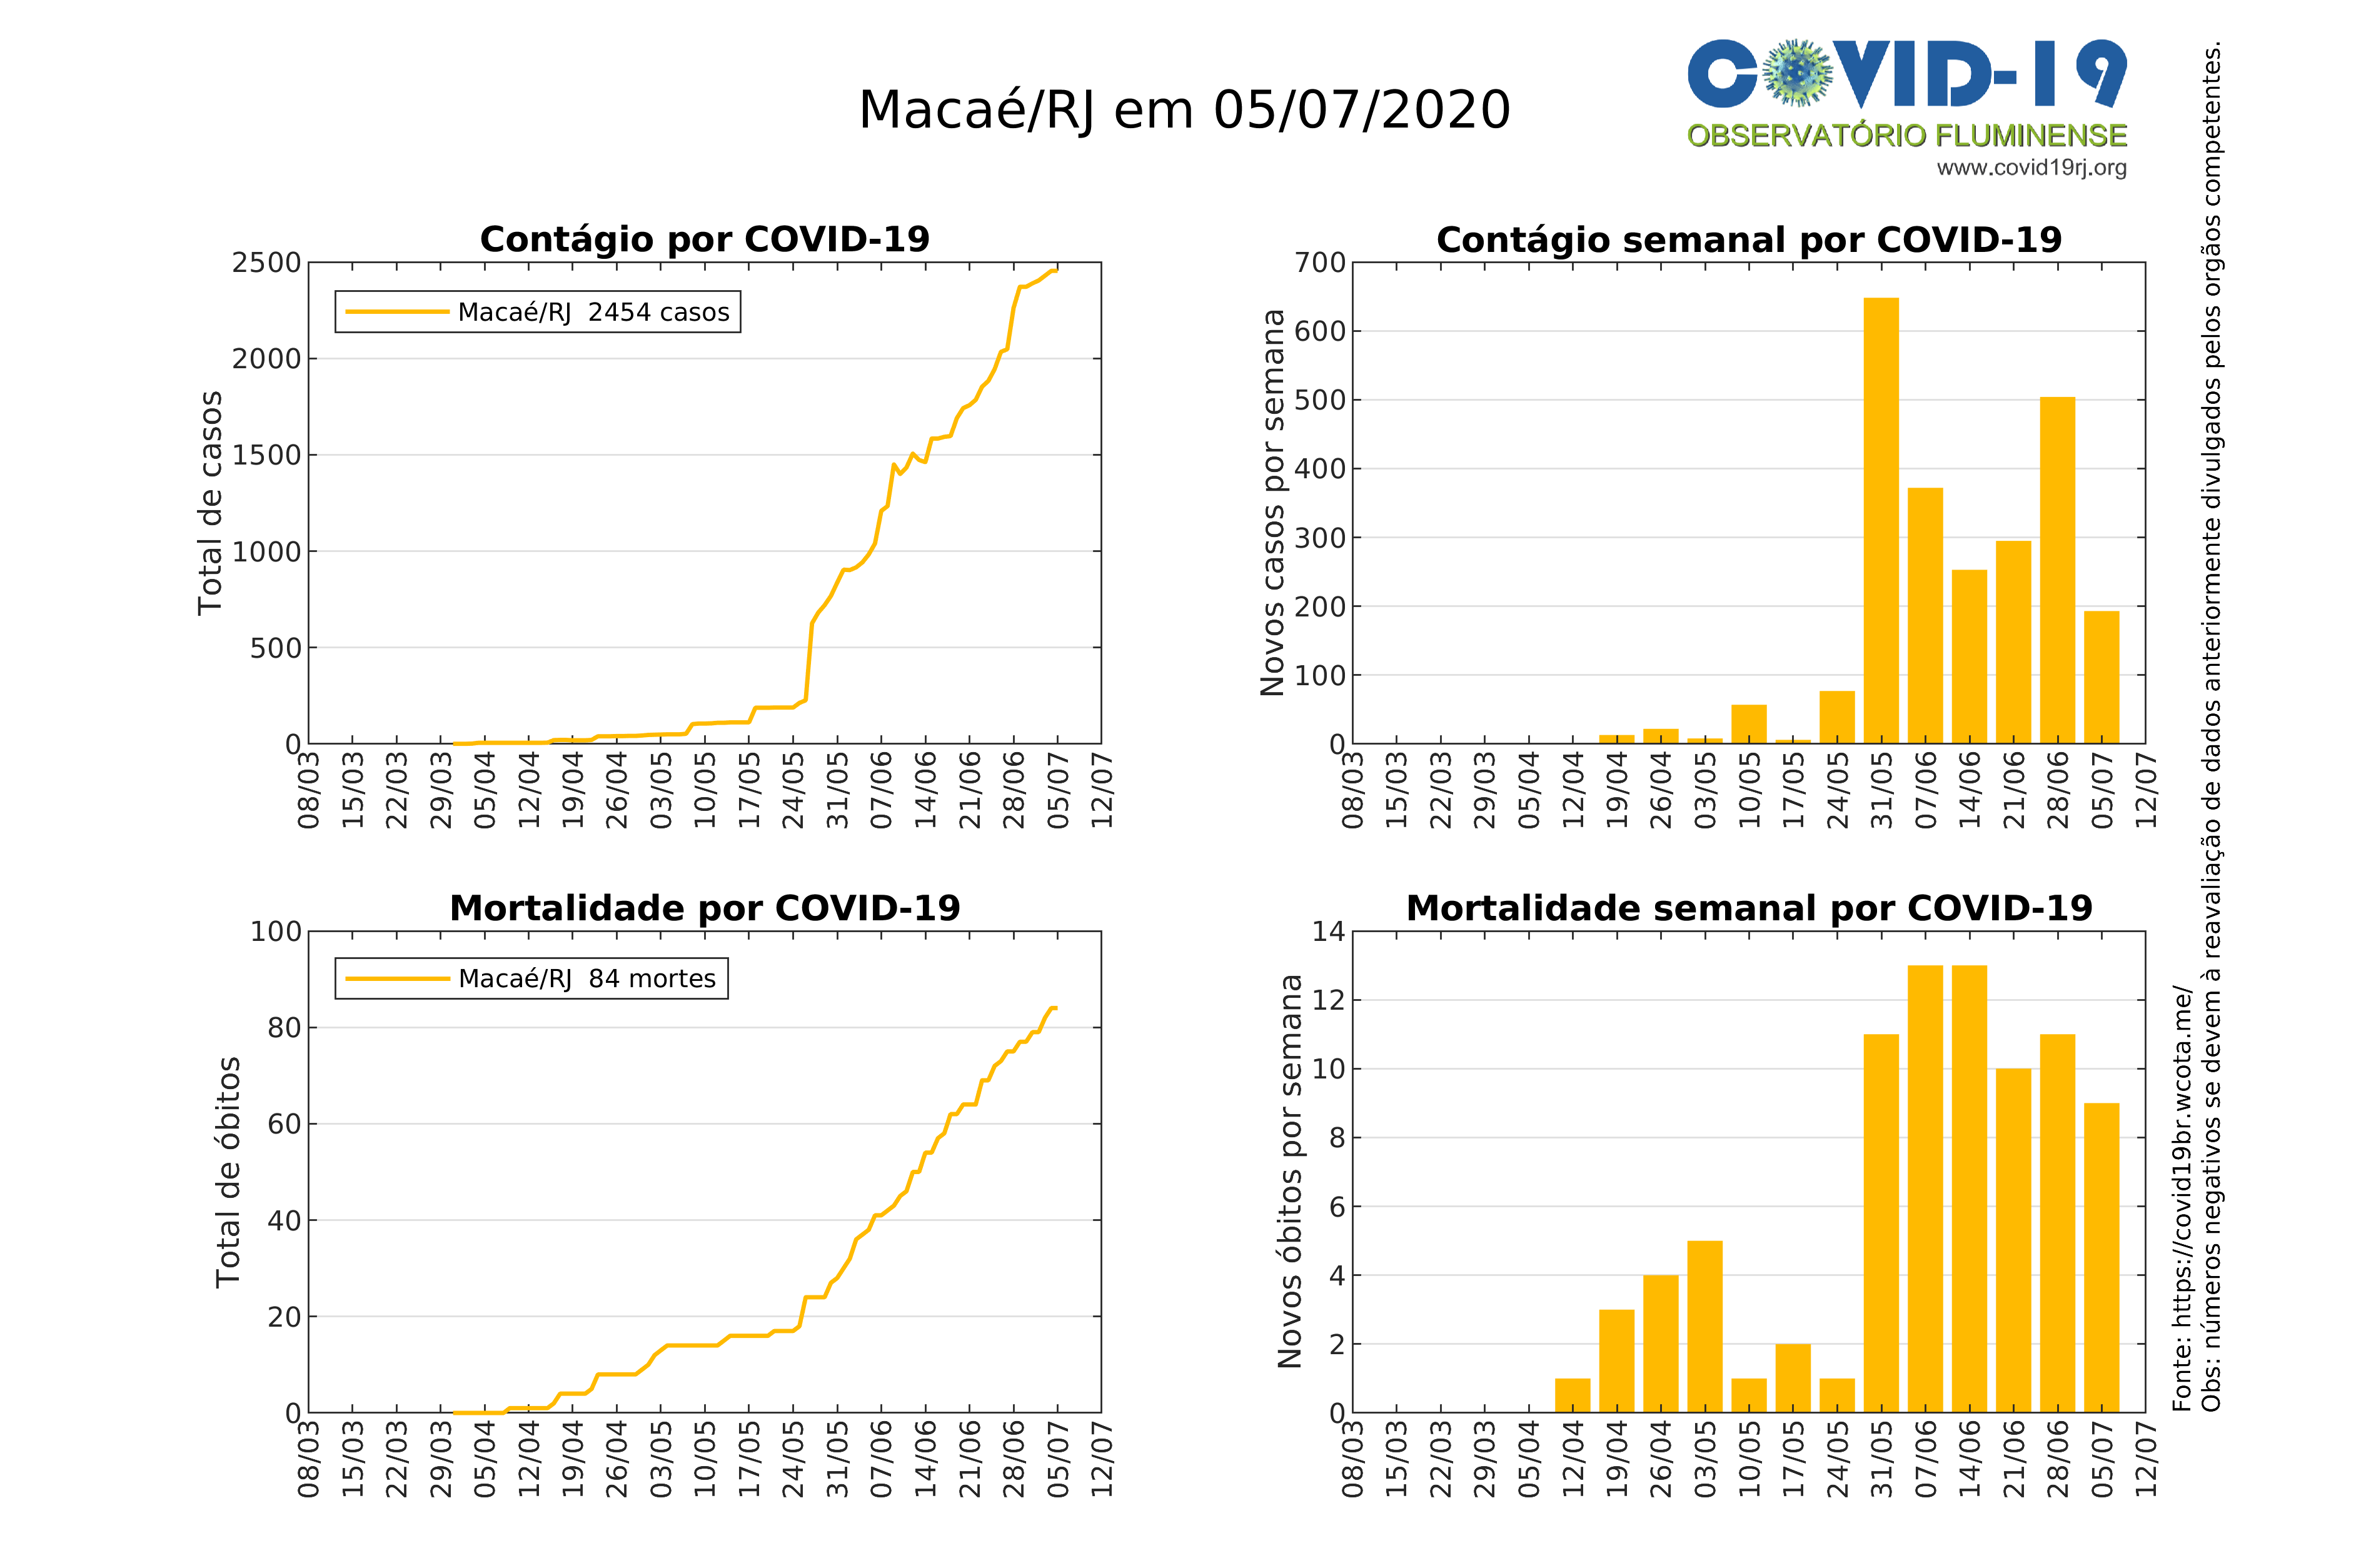 Macaé/RJ em 05/07/2020
COVID-19
OBSERVATÓRIO FLUMINENSE
www.covid19rj.org
Contágio por COVID-19
Total de casos
2500
2000
1500
1000
500
0
Macaé/RJ 2454 casos
08/03 15/03 22/03 29/03 05/04 12/04 19/04 26/04 03/05 10/05 17/05 24/05 31/05 07/06 14/06 21/06 28/06 05/07 12/07
Contágio semanal por COVID-19
Novos casos por semana
700
600
500
400
300
200
100
0
08/03 15/03 22/03 29/03 05/04 12/04 19/04 26/04 03/05 10/05 17/05 24/05 31/05 07/06 14/06 21/06 28/06 05/07 12/07
Mortalidade por COVID-19
Total de óbitos
100
80
60
40
20
0
Macaé/RJ 84 mortes
08/03 15/03 22/03 29/03 05/04 12/04 19/04 26/04 03/05 10/05 17/05 24/05 31/05 07/06 14/06 21/06 28/06 05/07 12/07
Mortalidade semanal por COVID-19
Novos óbitos por semana
14
12
10
8
6
4
2
0
08/03 15/03 22/03 29/03 05/04 12/04 19/04 26/04 03/05 10/05 17/05 24/05 31/05 07/06 14/06 21/06 28/06 05/07 12/07
Fonte: https://covid19br.wcota.me/
Obs: números negativos se devem à reavaliação de dados anteriormente divulgados pelos orgãos competentes.